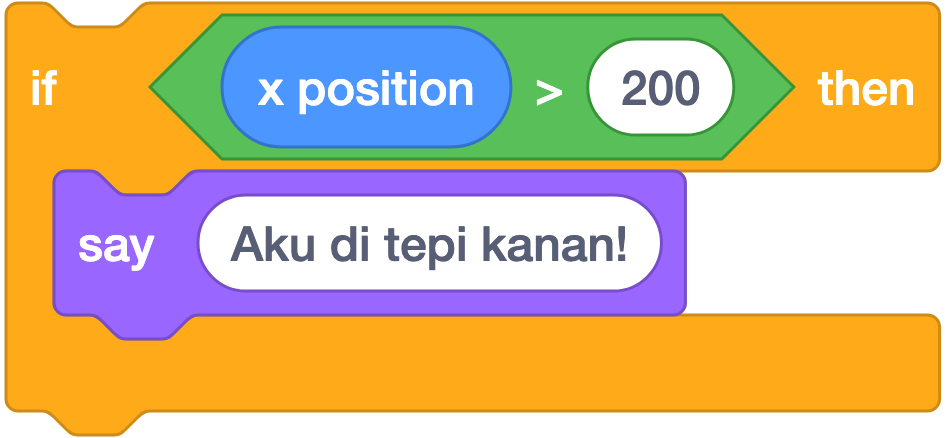 if x position > 200 then
say Aku di tepi kanan!